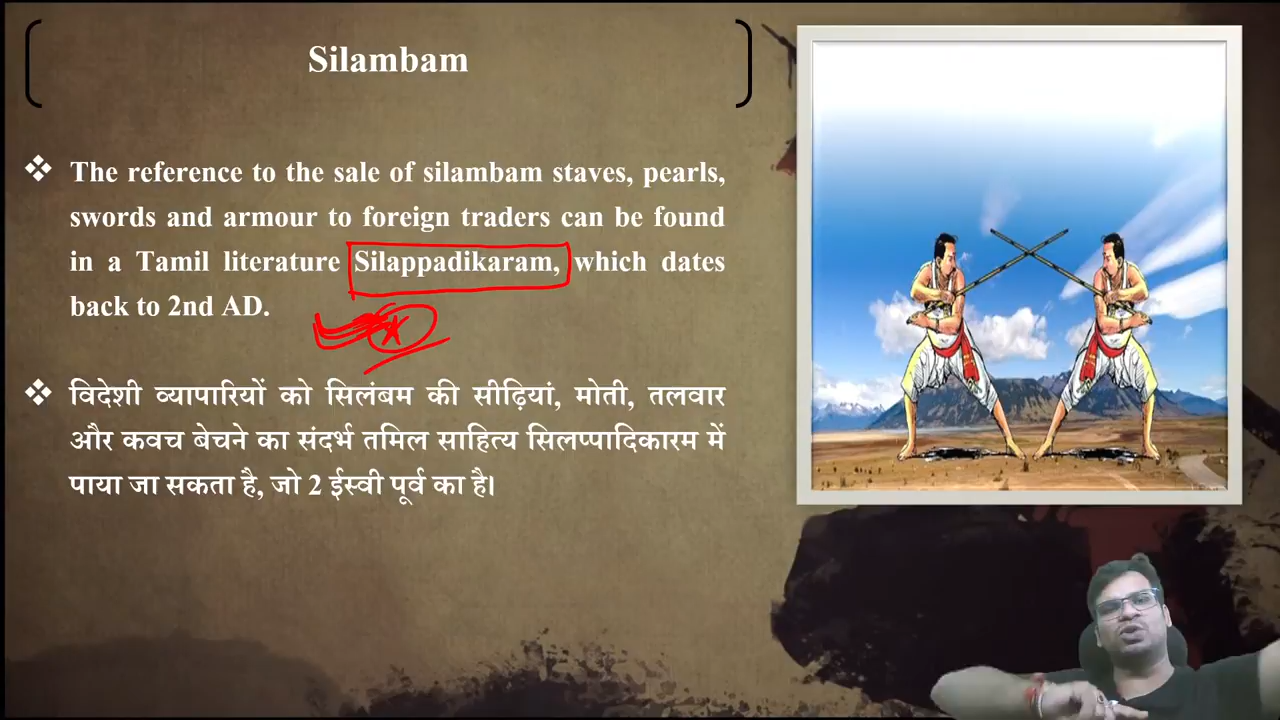 Silambam
The reference to the sale of silambam staves, pearls,
swords and armour to foreign traders can be found
in a Tamil literature Silappadikaram, which dates
back to 2nd AD.
विदेशी व्यापारियों को सिलंबम की सीढ़ियां, मोती, तलवार
और कवच बेचने का संदर्भ तमिल साहित्य सिलप्पादिकारम में
पाया जा सकता है, जो 2 ईस्वी पूर्व का है।